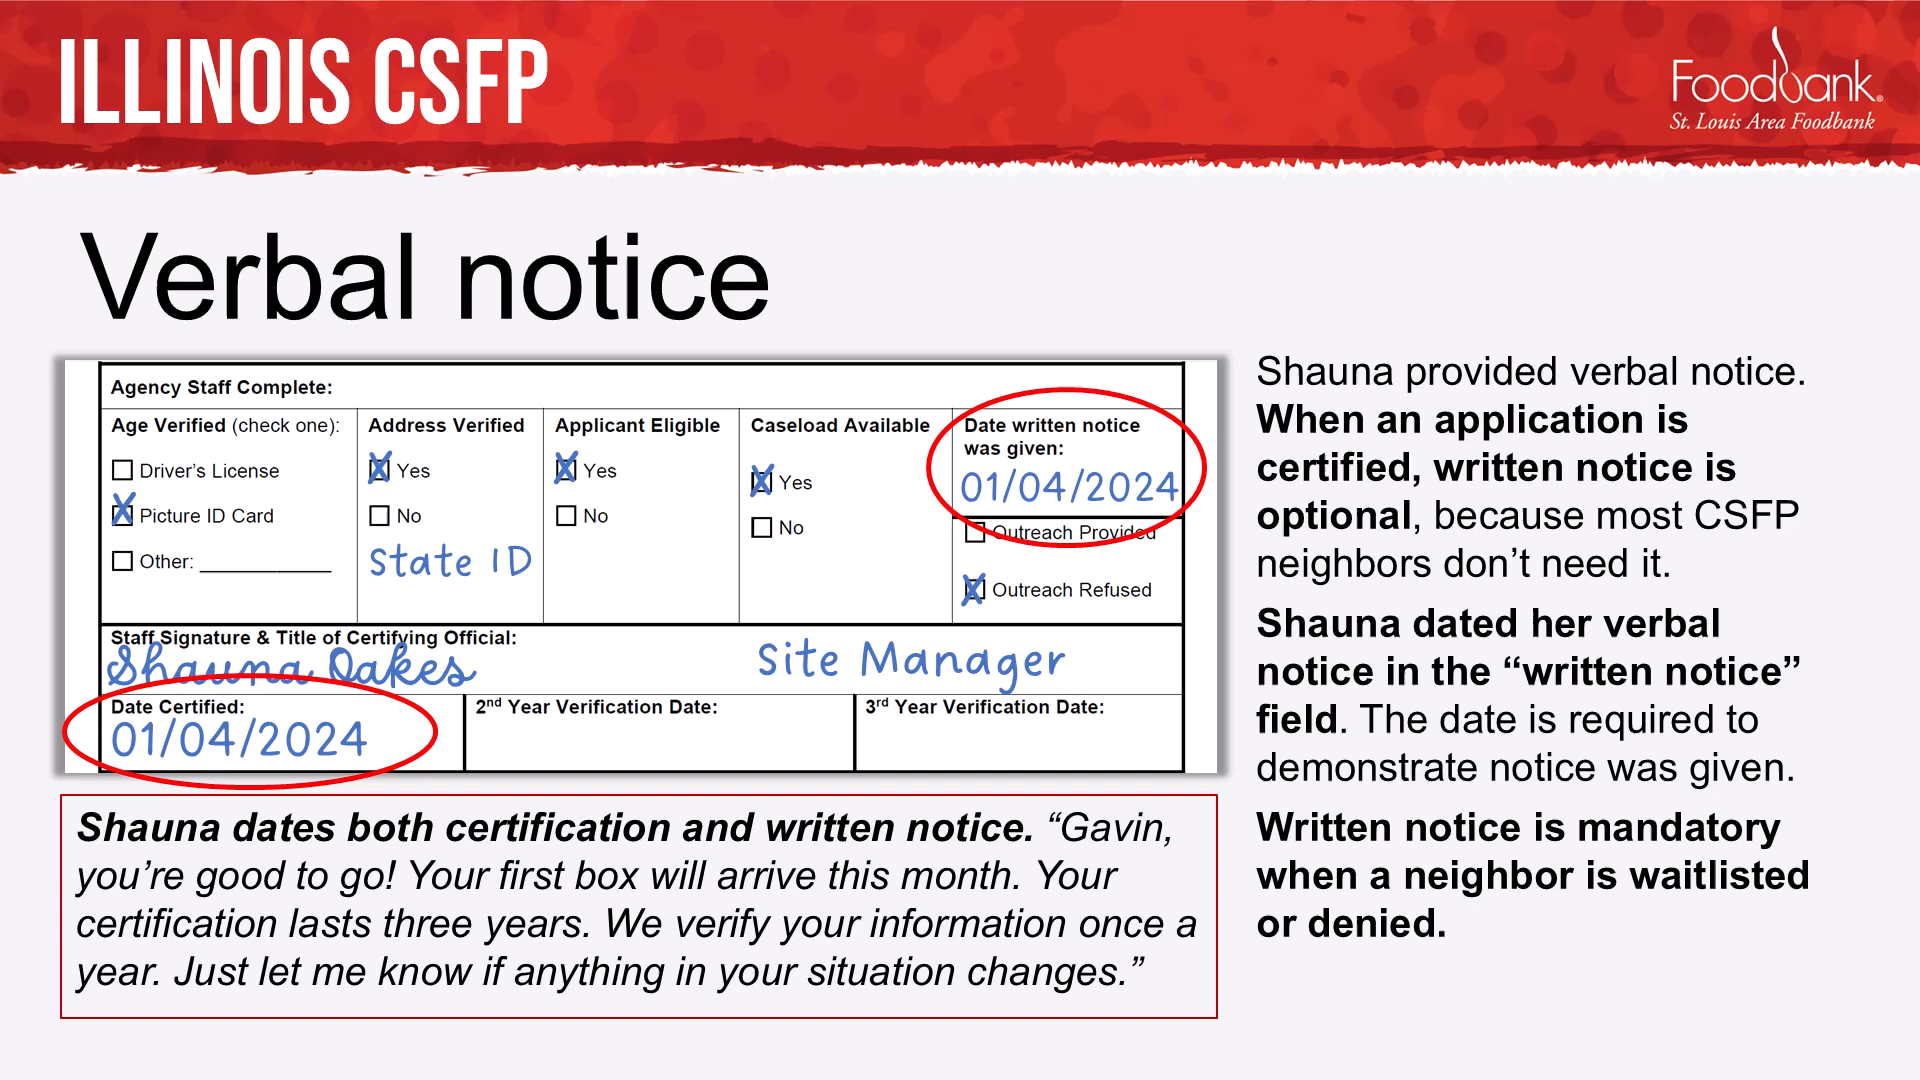 ILLINOIS CSFP
Foodbank®
St. Louis Area Foodbank
Verbal notice
Agency Staff Complete:
Age Verified (check one):
Driver's License
X Picture ID Card
Other: ____________
Address Verified
X Yes
No
State ID
Applicant Eligible
X Yes
No
Caseload Available
X Yes
No
Date written notice
was given:
01/04/2024
Outreach Provided
X Outreach Refused
Staff Signature & Title of Certifying Official:
Shauna Oakes Site Manager
Date Certified:
01/04/2024
2nd Year Verification Date:
3rd Year Verification Date:
Shauna dates both certification and written notice. “Gavin,
you’re good to go! Your first box will arrive this month. Your
certification lasts three years. We verify your information once a
year. Just let me know if anything in your situation changes.”
Shauna provided verbal notice.
When an application is
certified, written notice is
optional, because most CSFP
neighbors don’t need it.
Shauna dated her verbal
notice in the “written notice”
field. The date is required to
demonstrate notice was given.
Written notice is mandatory
when a neighbor is waitlisted
or denied.